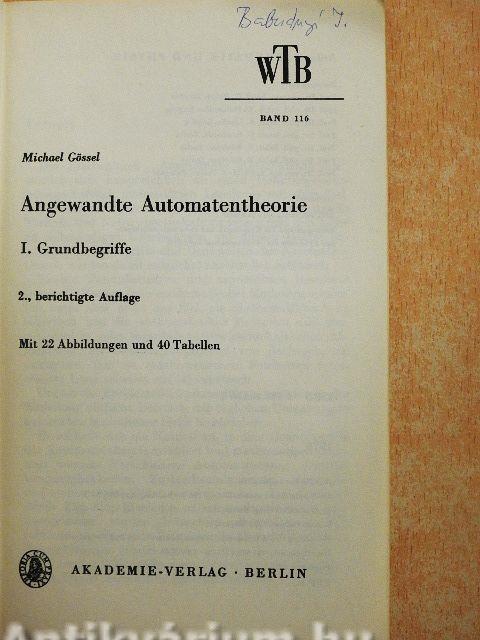 WTB
BAND 116
Michael Gössel
Angewandte Automatentheorie
I. Grundbegriffe
2., berichtigte Auflage
Mit 22 Abbildungen und 40 Tabellen
AKADEMIE-VERLAG · BERLIN
Antikvárium.hu